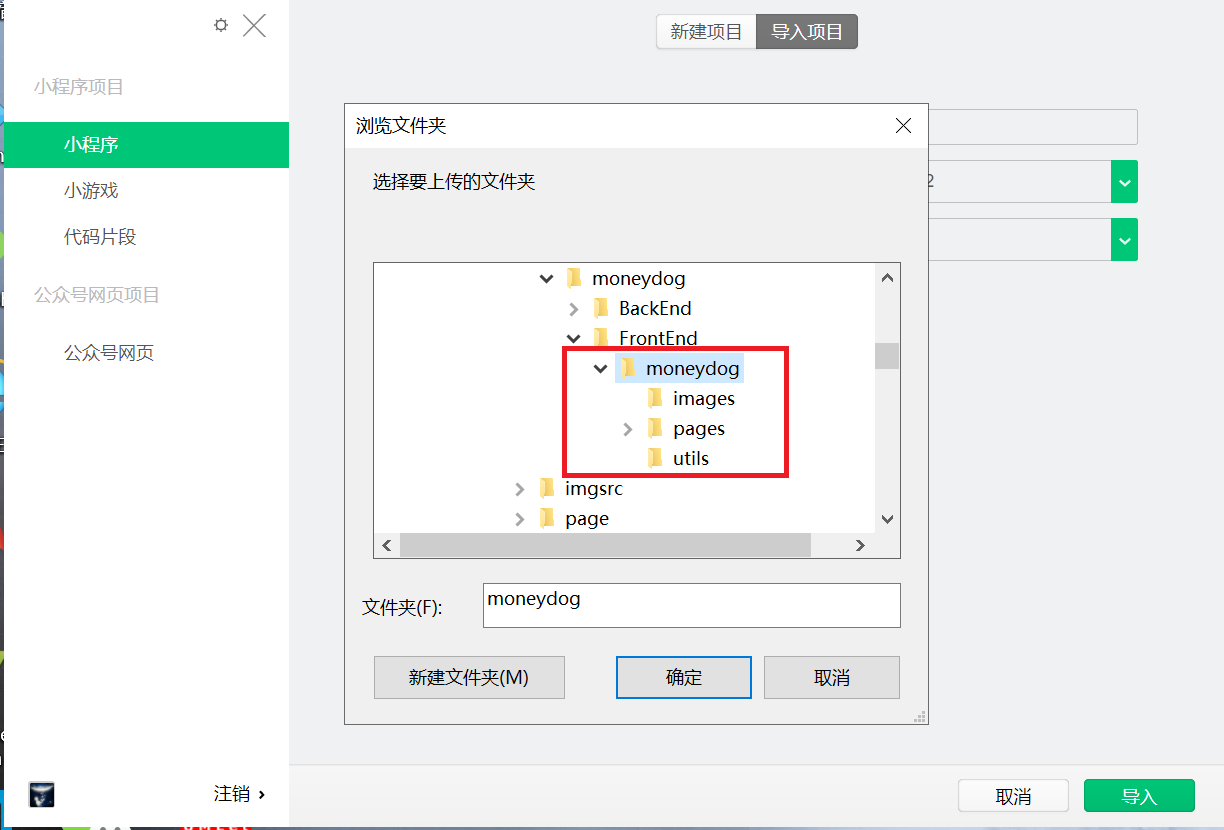 小程序项目
小程序
小游戏
代码片段
公众号网页项目
公众号网页
注销
新建项目
导入项目
浏览文件夹
选择要上传的文件夹
moneydog
BackEnd
FrontEnd
moneydog
images
pages
utils
imgsrc
page
文件夹(F):
moneydog
新建文件夹(M)
确定
取消
取消
导入